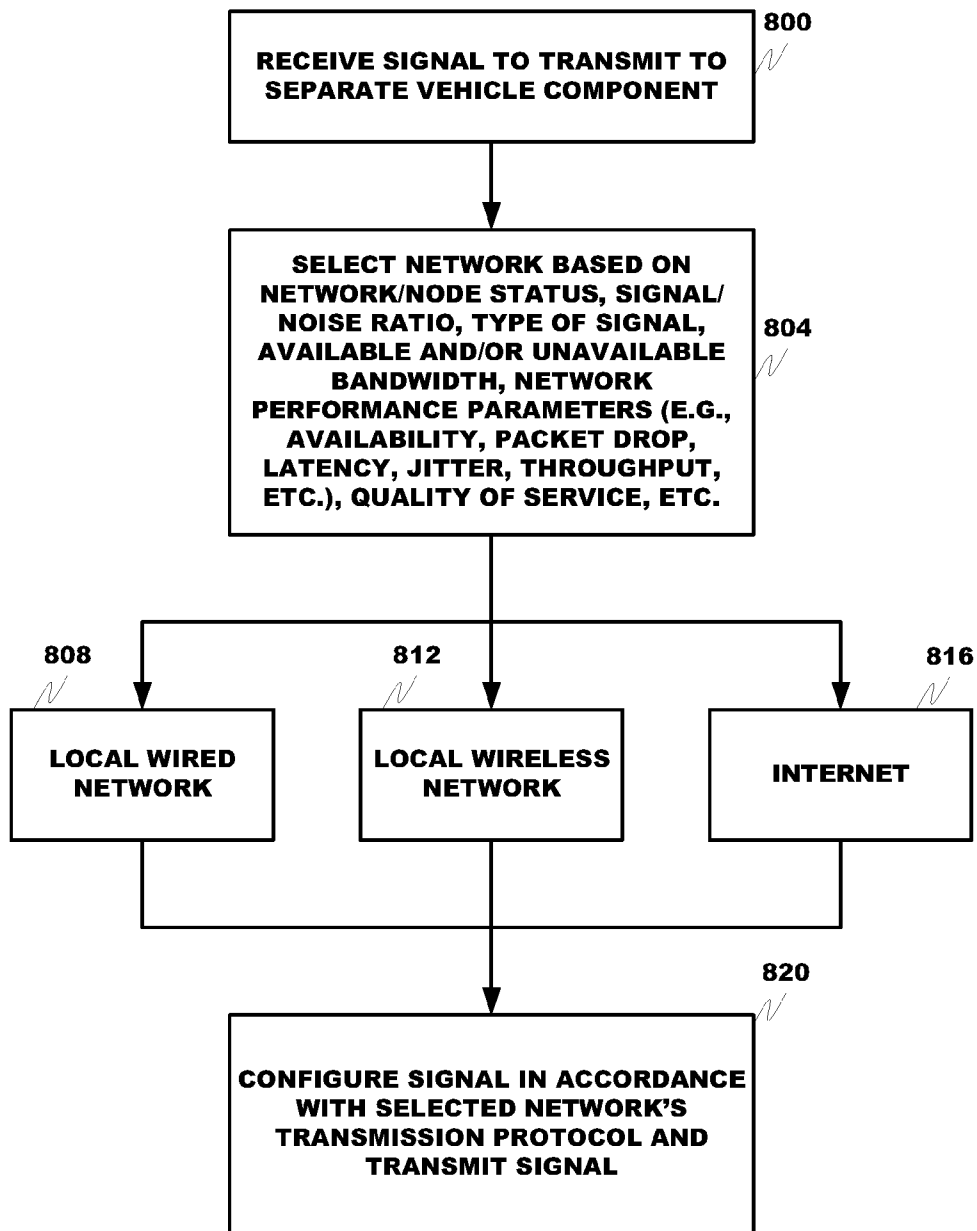 800
RECEIVE SIGNAL TO TRANSMIT TO
SEPARATE VEHICLE COMPONENT
804
SELECT NETWORK BASED ON
NETWORK/NODE STATUS, SIGNAL/
NOISE RATIO, TYPE OF SIGNAL,
AVAILABLE AND/OR UNAVAILABLE
BANDWIDTH, NETWORK
PERFORMANCE PARAMETERS (E.G.,
AVAILABILITY, PACKET DROP,
LATENCY, JITTER, THROUGHPUT,
ETC.), QUALITY OF SERVICE, ETC.
808
LOCAL WIRED
NETWORK
812
LOCAL WIRELESS
NETWORK
816
INTERNET
820
CONFIGURE SIGNAL IN ACCORDANCE
WITH SELECTED NETWORK’S
TRANSMISSION PROTOCOL AND
TRANSMIT SIGNAL